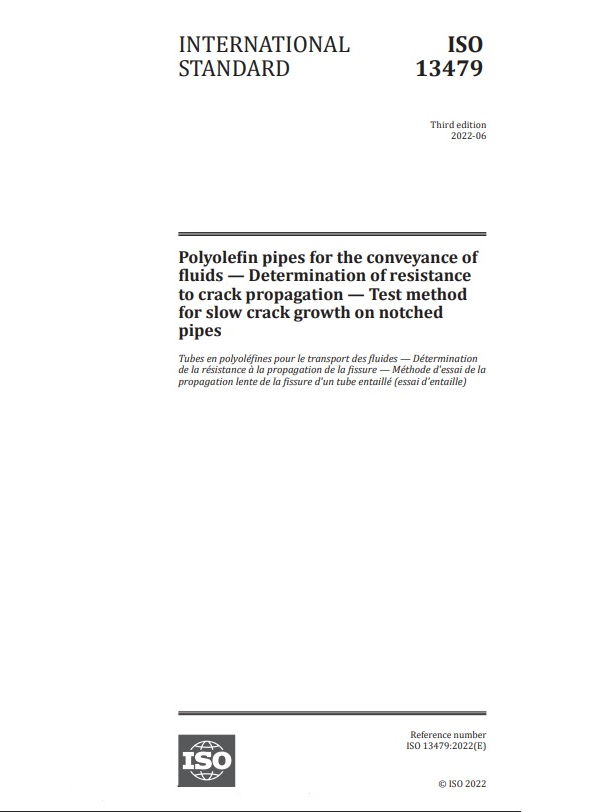 INTERNATIONAL
STANDARD
ISO
13479
Third edition
2022-06
Polyolefin pipes for the conveyance of
fluids — Determination of resistance
to crack propagation — Test method
for slow crack growth on notched
pipes
Tubes en polyoléfines pour le transport des fluides — Détermination
de la résistance à la propagation de la fissure — Méthode d'essai de la
propagation lente de la fissure d'un tube entaillé (essai d'entaille)
ISO
Reference number
ISO 13479:2022(E)
© ISO 2022